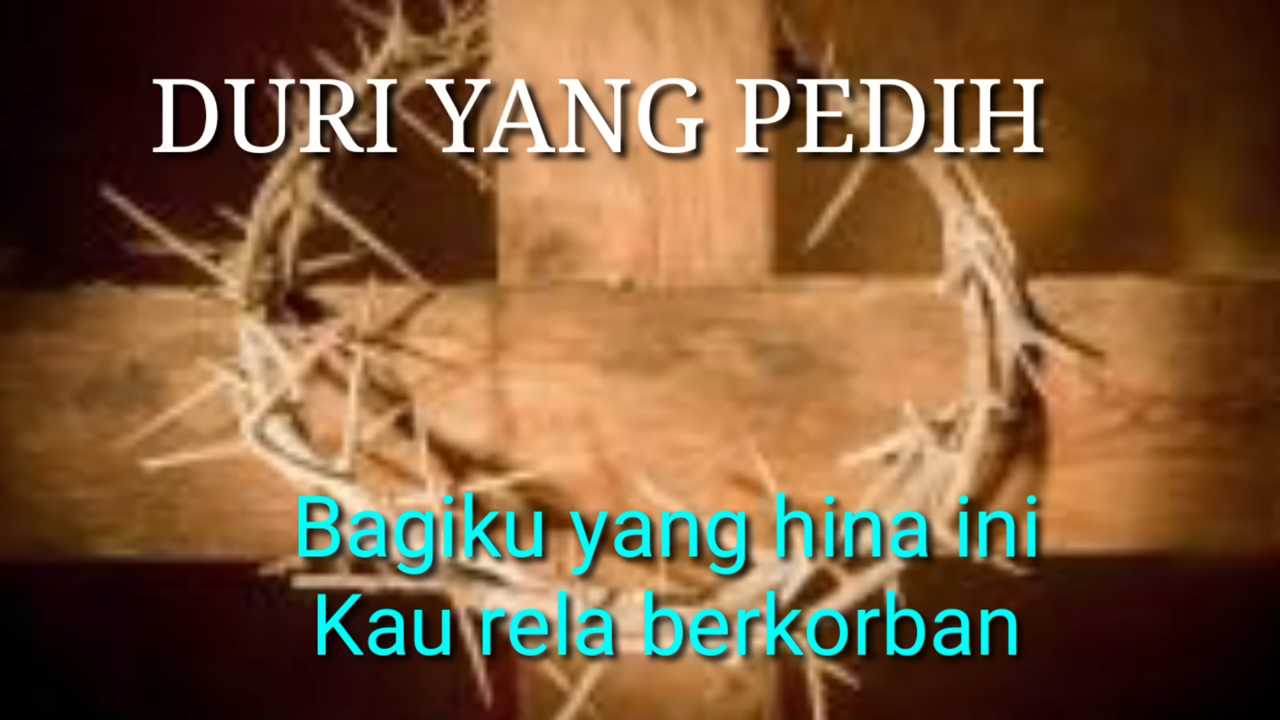 DURI YANG PEDIH
Bagiku yang hina ini
Kau rela berkorban